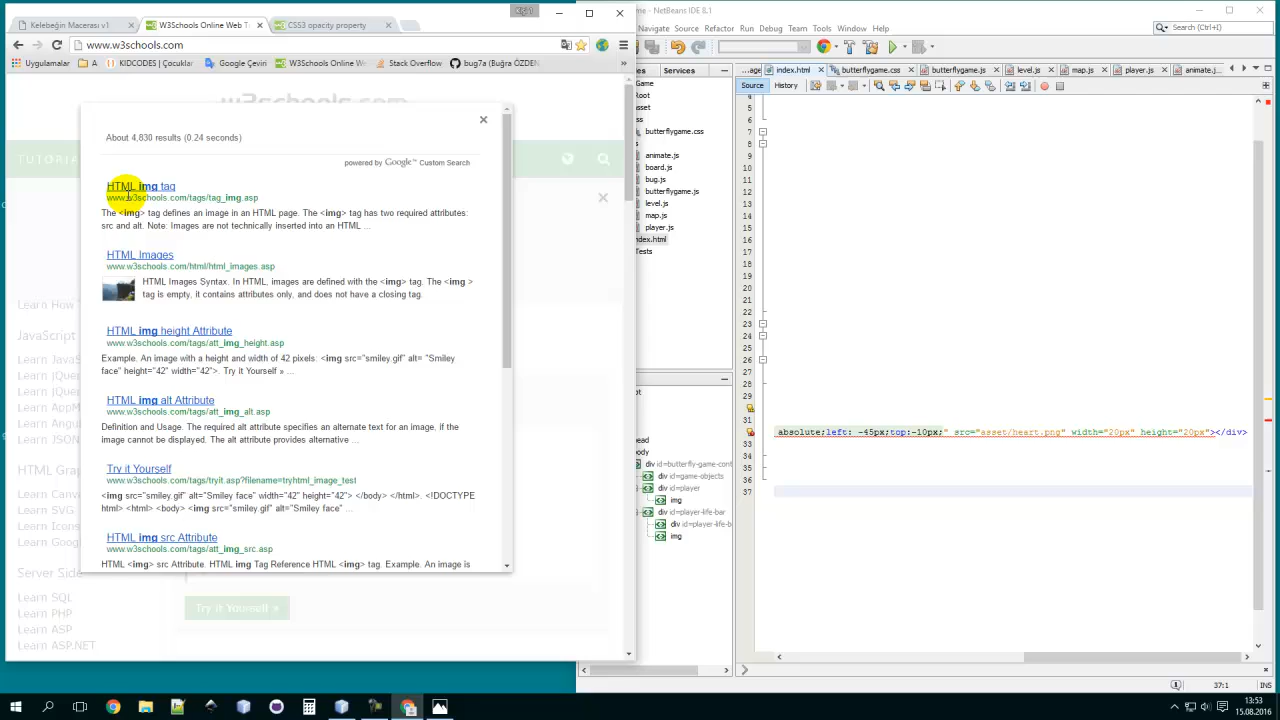 Kelebeğin Macerası v1
W3Schools Online Web T
CSS3 opacity property
NetBeans IDE 8.1
www.w3schools.com
Navigate Source Refactor Run Debug Team Tools Window Help
Search (Ctrl+I)
Uygulamalar
A
KIDCODES | Çocuklar
Google Çevin
W3Schools Online We
Stack Overflow
bug7a (Buğra ÖZDEN
»
Services
index.html
butterflygame.css
butterflygame.js
level.js
map.js
player.js
animate.j...
Source History
w3schools.com
About 4,830 results (0.24 seconds)
powered by Google™ Custom Search
HTML img tag
www.w3schools.com/tags/tag_img.asp
The <img> tag defines an image in an HTML page. The <img> tag has two required attributes:
src and alt. Note: Images are not technically inserted into an HTML ...
HTML Images
www.w3schools.com/html/html_images.asp
HTML Images Syntax. In HTML, images are defined with the <img> tag. The <img >
tag is empty, it contains attributes only, and does not have a closing tag.
HTML img height Attribute
www.w3schools.com/tags/att_img_height.asp
Example. An image with a height and width of 42 pixels: <img src="smiley.gif" alt= "Smiley
face" height="42" width="42">. Try it Yourself » ...
HTML img alt Attribute
www.w3schools.com/tags/att_img_alt.asp
Definition and Usage. The required alt attribute specifies an alternate text for an image, if the
image cannot be displayed. The alt attribute provides alternative ...
Try it Yourself
www.w3schools.com/tags/tryit.asp?filename=tryhtml_image_test
<img src="smiley.gif" alt="Smiley face" width="42" height="42"> </body> </html>. <!DOCTYPE
html> <html> <body> <img src="smiley.gif" alt="Smiley face" ...
HTML img src Attribute
www.w3schools.com/tags/att_img_src.asp
HTML <img> src Attribute. HTML img Tag Reference HTML <img> tag. Example. An image is
TUTORIA
Learn How
JavaScript
Learn Java
Learn jQue
Learn jQue
Learn AppM
Learn Angu
Learn JSON
HTML Grap
Learn Canv
Learn SVG
Learn Icons
Learn Goog
Server Side
Learn SQL
Learn PHP
Learn ASP
Learn ASP.NET
Try it Yourself »
Game
Root
asset
ss
butterflygame.css
s
animate.js
board.js
bug.js
butterflygame.js
level.js
map.js
player.js
index.html
Tests
4
5
6
7
8
9
10
11
12
13
14
15
16
17
18
19
20
21
22
23
24
25
26
27
28
29
31
absolute;left: -45px;top:-10px;" src="asset/heart.png" width="20px" height="20px"></div>
33
34
35
36
37
ead
ody
div id=butterfly-game-cont
div id=game-objects
div id=player
img
div id=player-life-bar
div id=player-life-b
img
37:1
INS
13:53
15.08.2016